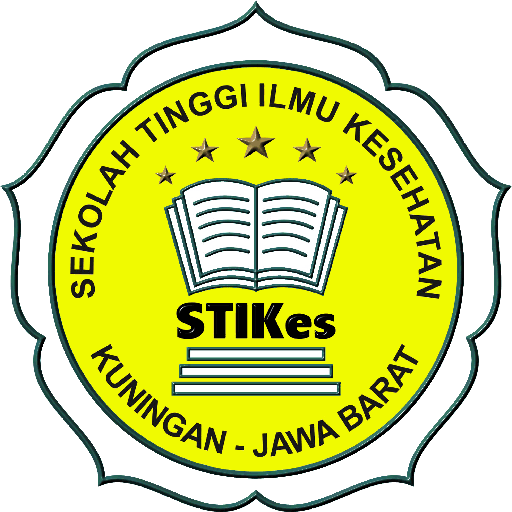 SEKOLAH TINGGI ILMU KESEHATAN
STIKes
KUNINGAN - JAWA BARAT